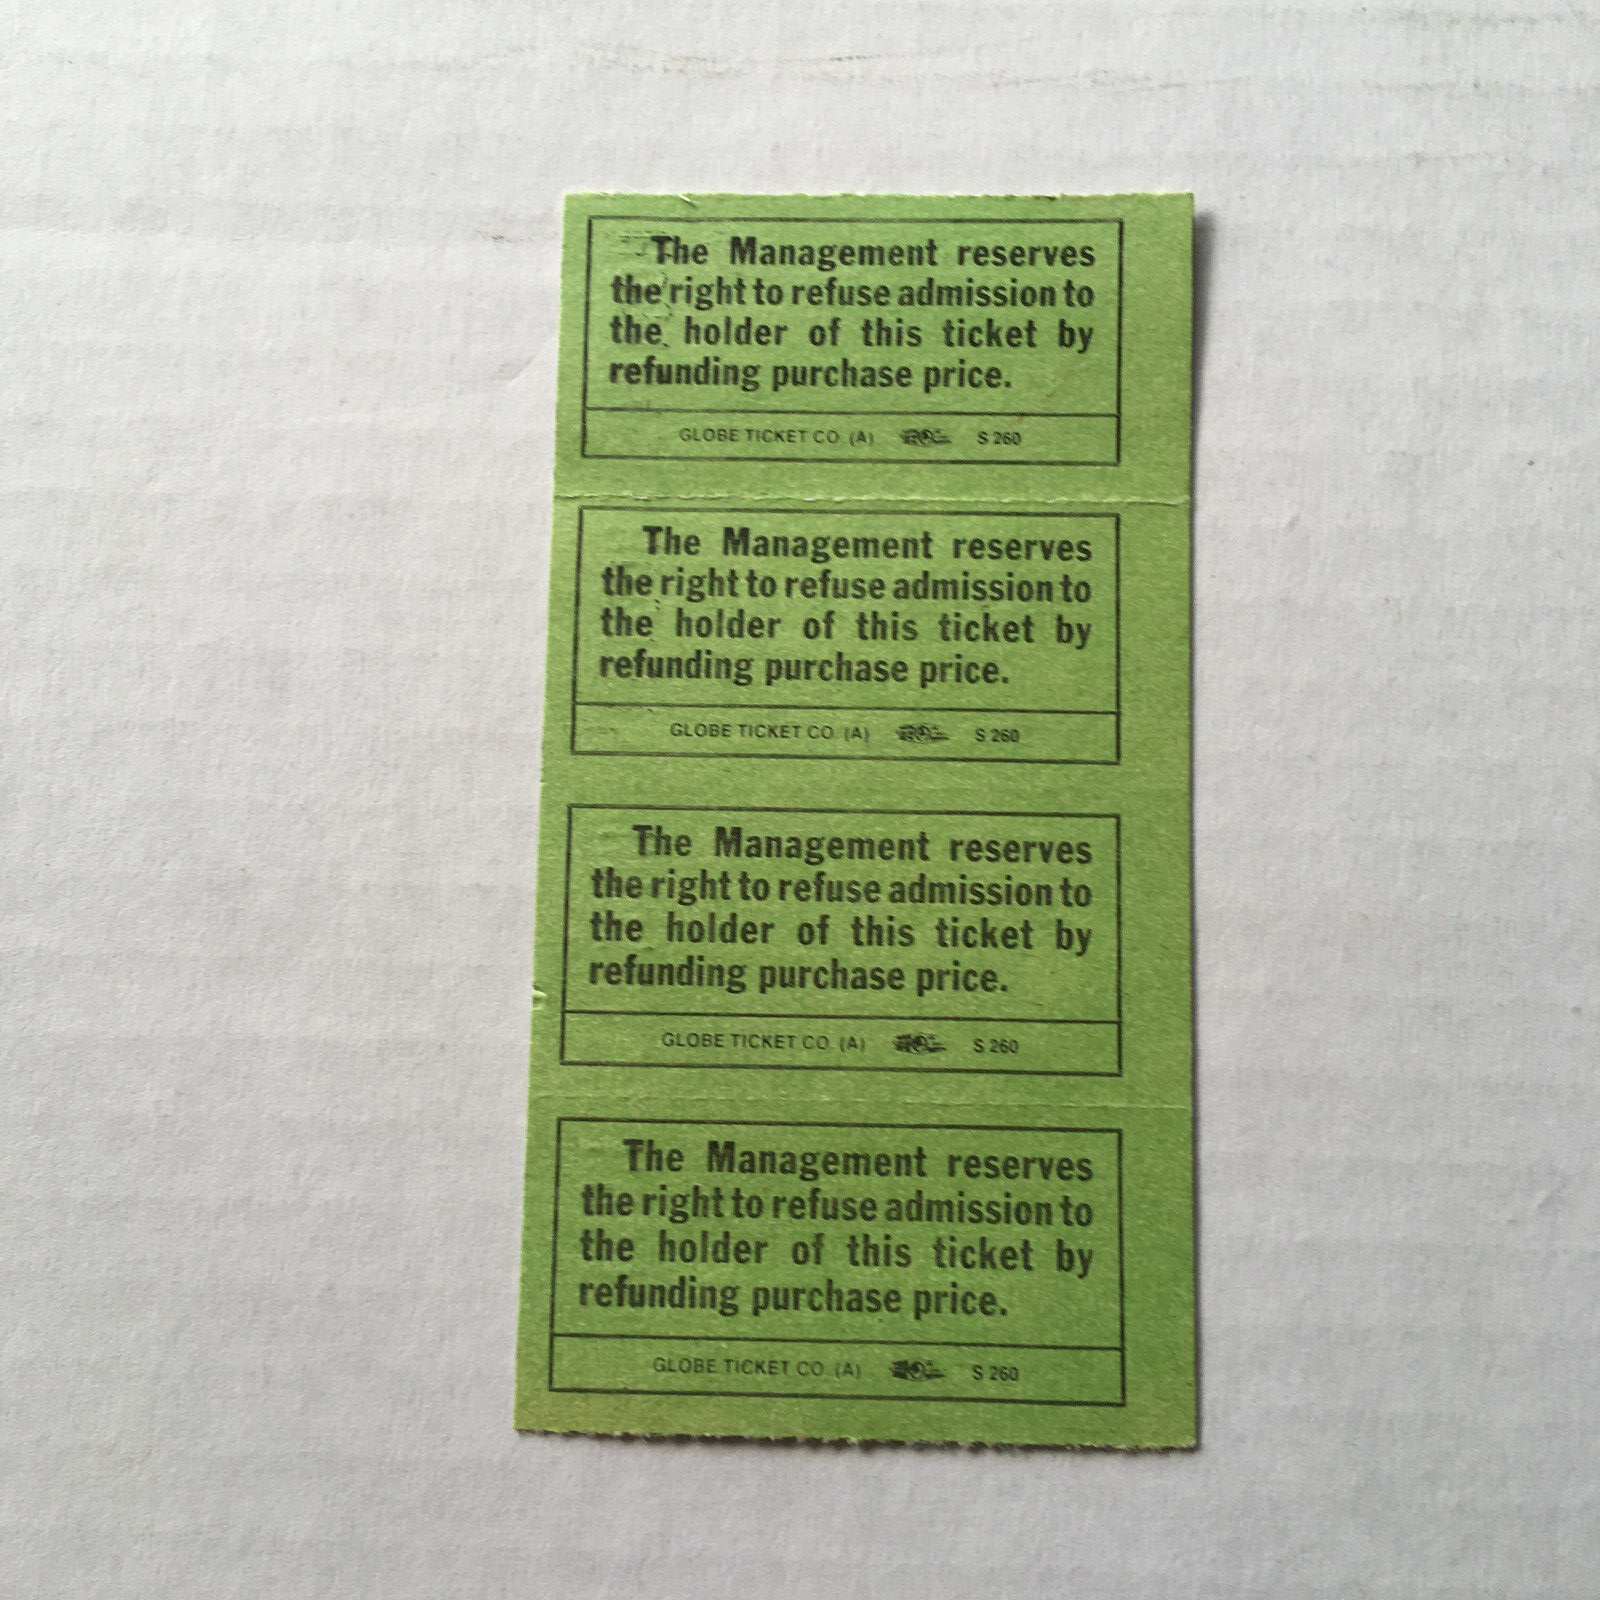 The Management reserves
the right to refuse admission to
the holder of this ticket by
refunding purchase price.
GLOBE TICKET CO. (A) S 260
The Management reserves
the right to refuse admission to
the holder of this ticket by
refunding purchase price.
GLOBE TICKET CO. (A) S 260
The Management reserves
the right to refuse admission to
the holder of this ticket by
refunding purchase price.
GLOBE TICKET CO. (A) S 260
The Management reserves
the right to refuse admission to
the holder of this ticket by
refunding purchase price.
GLOBE TICKET CO. (A) S 260